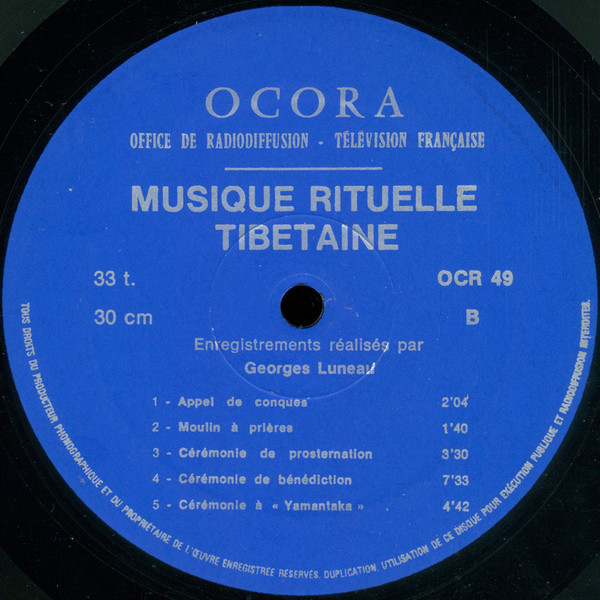 OCORA
OFFICE DE RADIODIFFUSION - TÉLÉVISION FRANÇAISE
MUSIQUE RITUELLE
TIBETAINE
33 t. OCR 49
30 cm B
Enregistrements réalisés par
Georges Luneau
1 - Appel de conques 2'04
2 - Moulin à prières 1'40
3 - Cérémonie de prosternation 3'30
4 - Cérémonie de bénédiction 7'33
5 - Cérémonie à « Yamantaka » 4'42
TOUS DROITS DU PRODUCTEUR PHONOGRAPHIQUE ET DU PROPRIÉTAIRE DE L'ŒUVRE ENREGISTRÉE RÉSERVÉS. DUPLICATION, UTILISATION DE CE DISQUE POUR EXÉCUTION PUBLIQUE ET RADIODIFFUSION INTERDITES.